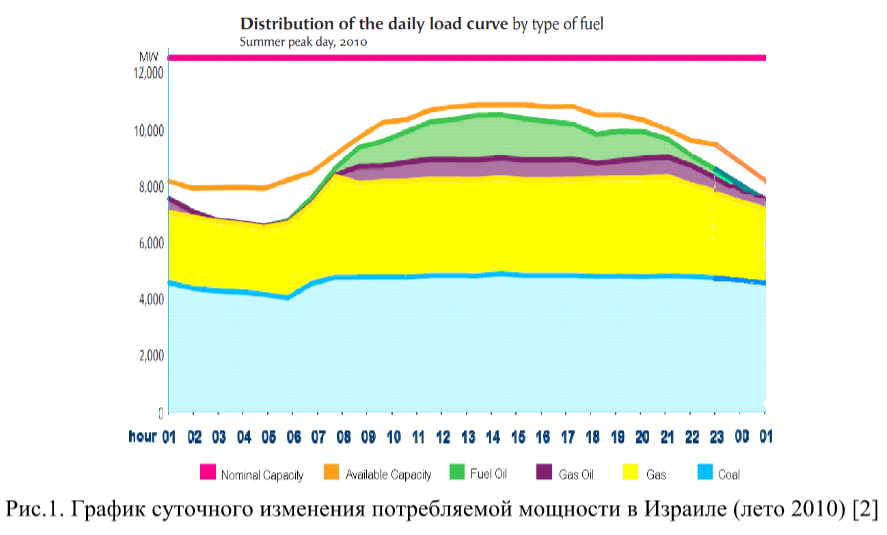 Distribution of the daily load curve by type of fuel
Summer peak day, 2010
MW
12,000
10,000
8,000
6,000
4,000
2,000
0
hour 01 02 03 04 05 06 07 08 09 10 11 12 13 14 15 16 17 18 19 20 21 22 23 00 01
Nominal Capacity Available Capacity Fuel Oil Gas Oil Gas Coal
Рис.1. График суточного изменения потребляемой мощности в Израиле (лето 2010) [2]